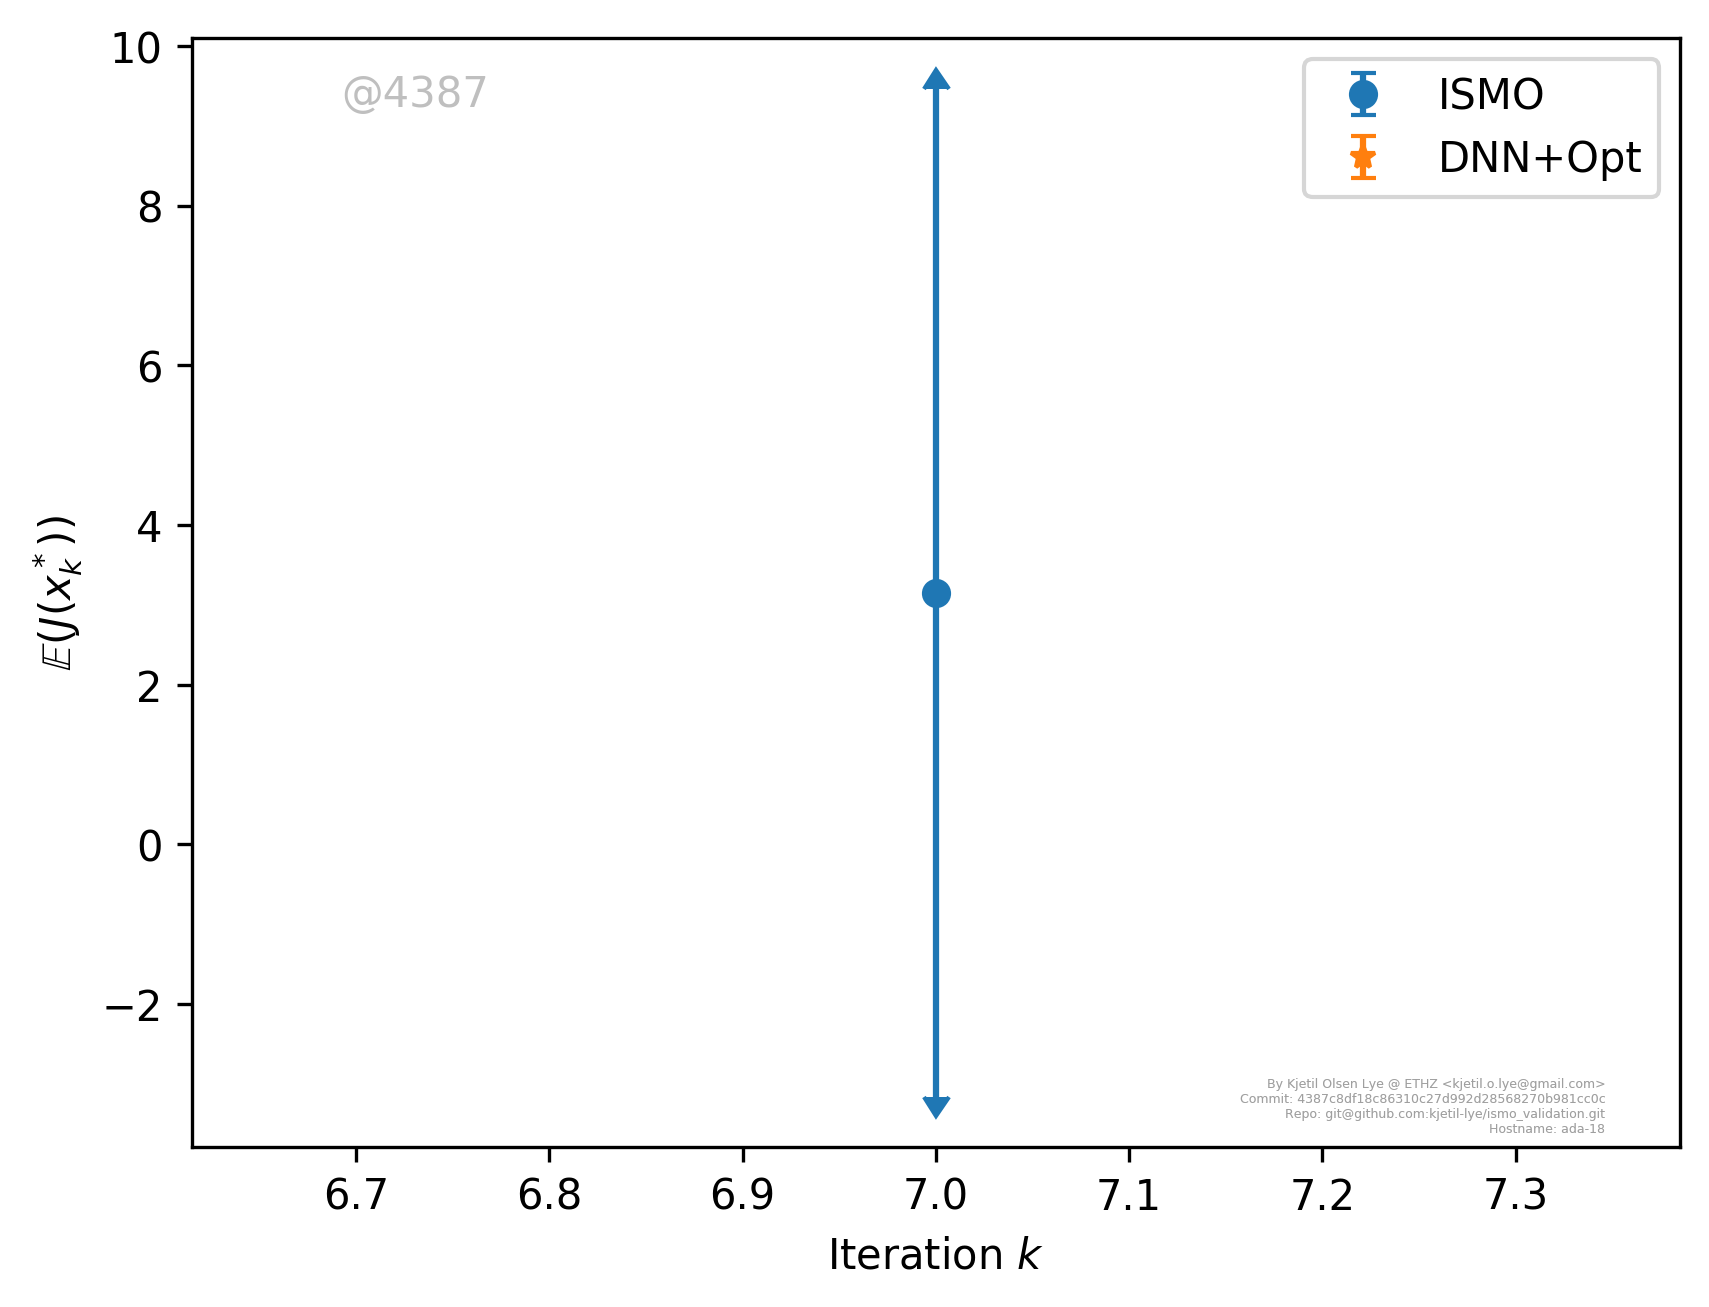 10
8
6
4
2
0
−2
𝔼(J(x*k))
@4387
ISMO
DNN+Opt
By Kjetil Olsen Lye @ ETHZ <kjetil.o.lye@gmail.com>
Commit: 4387c8df18c86310c27d992d28568270b981cc0c
Repo: git@github.com:kjetil-lye/ismo_validation.git
Hostname: ada-18
6.7 6.8 6.9 7.0 7.1 7.2 7.3
Iteration k